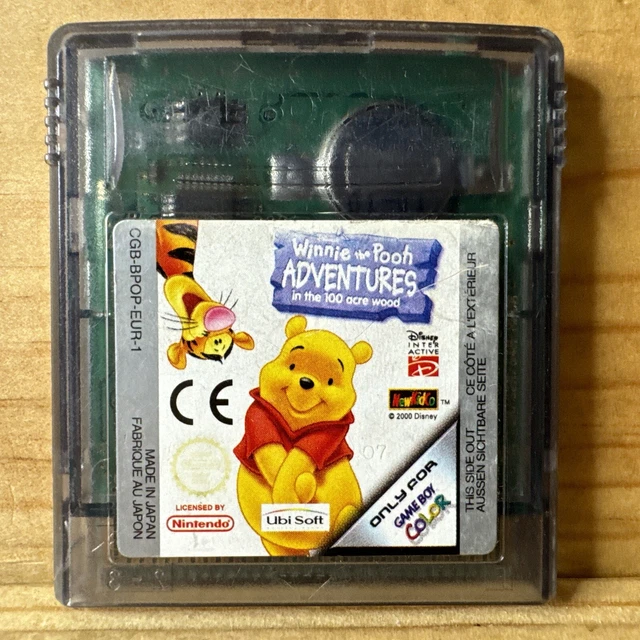 Winnie the Pooh
ADVENTURES
in the 100 acre wood
CGB-BPOP-EUR-1
Disney
INTER
ACTIVE
NewKidCo TM
© 2000 Disney
CE
07
MADE IN JAPAN
FABRIQUÉ AU JAPON
LICENSED BY
Nintendo
Ubi Soft
ONLY FOR
GAME BOY
COLOR
THIS SIDE OUT CE CÔTÉ À L'EXTÉRIEUR
AUSSEN SICHTBARE SEITE